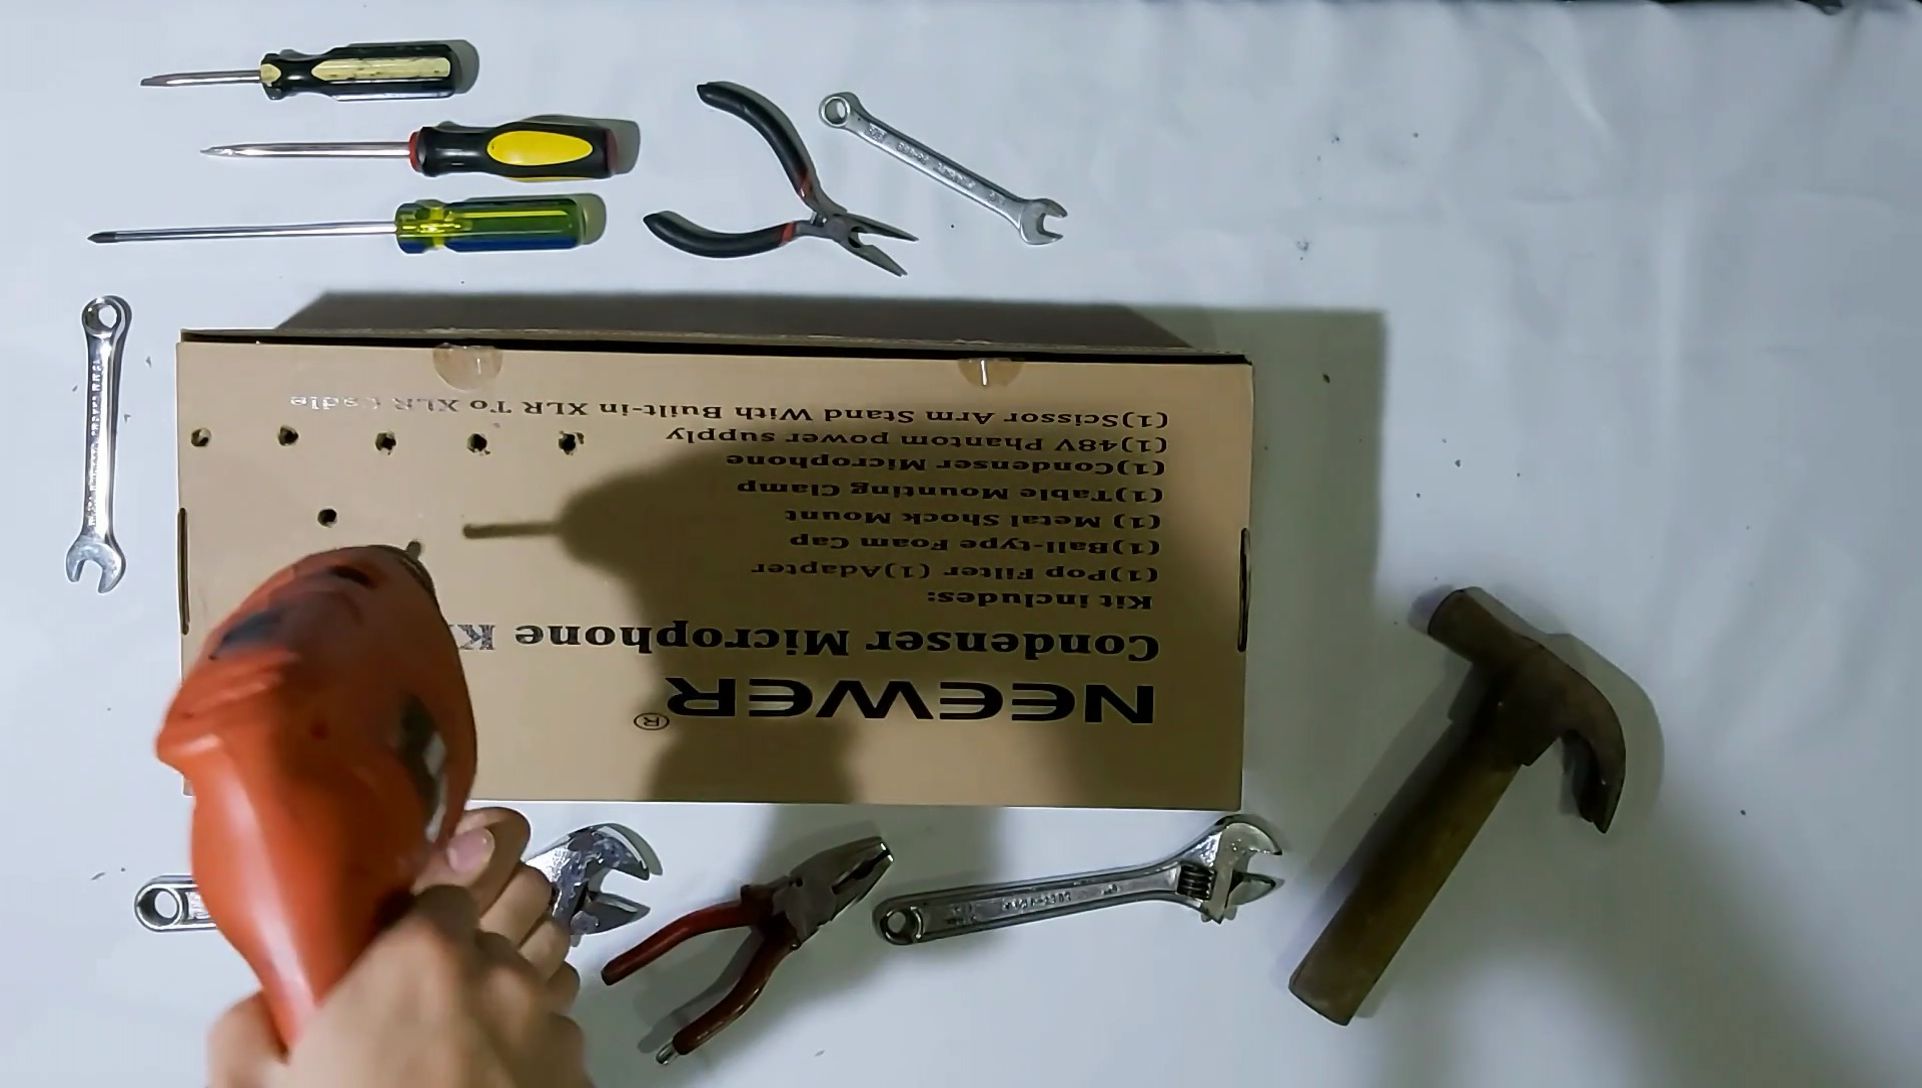 NEEWER®
Condenser Microphone K
Kit includes:
(1)Pop Filter (1)Adapter
(1)Ball-type Foam Cap
(1) Metal Shock Mount
(1)Table Mounting Clamp
(1)Condenser Microphone
(1)48V Phantom power supply
(1)Scissor Arm Stand With Built-in XLR To XLR Cable